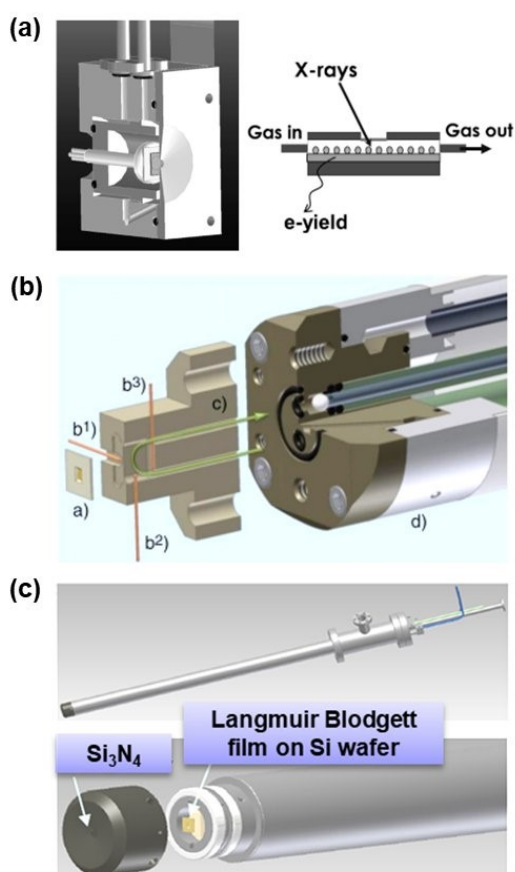 (a)
X-rays
Gas in
Gas out
e-yield
(b)
b³)
c)
b¹)
a)
b²)
d)
(c)
Langmuir Blodgett
film on Si wafer
Si₃N₄